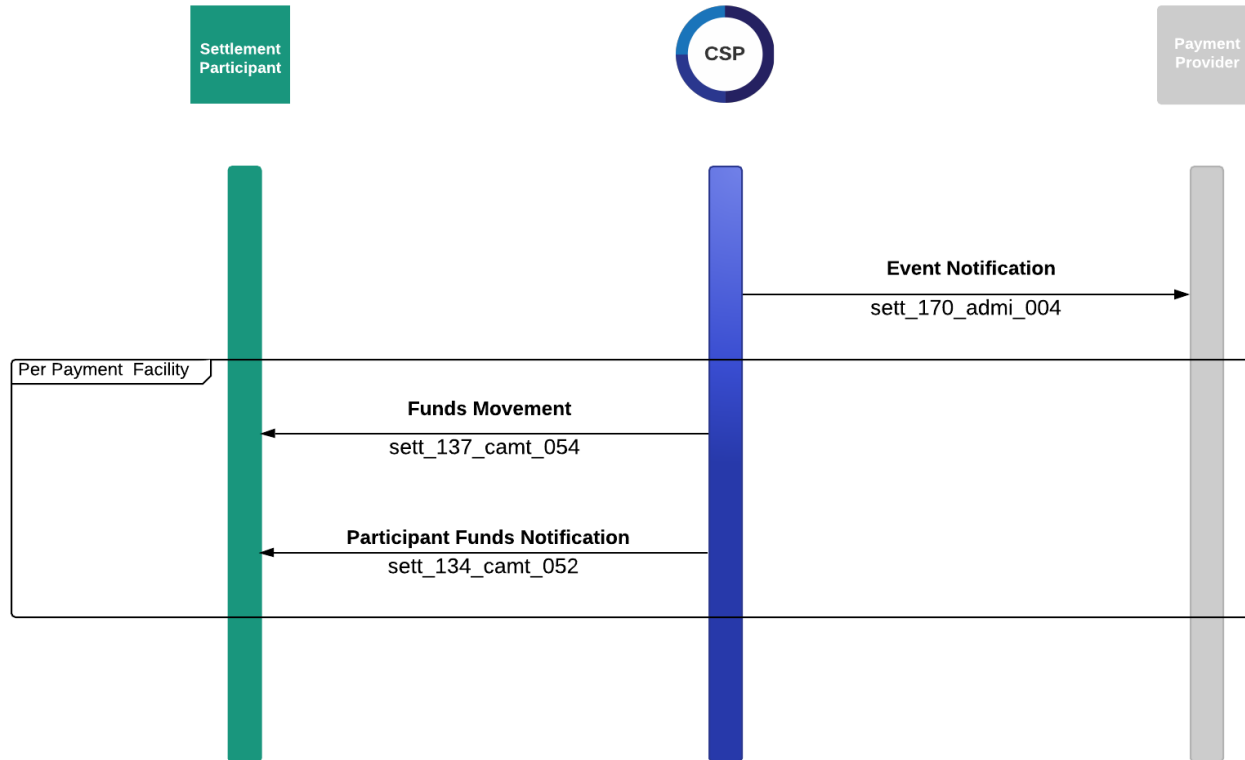 Settlement
Participant
CSP
Payment
Provider
Event Notification
sett_170_admi_004
Per Payment  Facility
Funds Movement
sett_137_camt_054
Participant Funds Notification
sett_134_camt_052